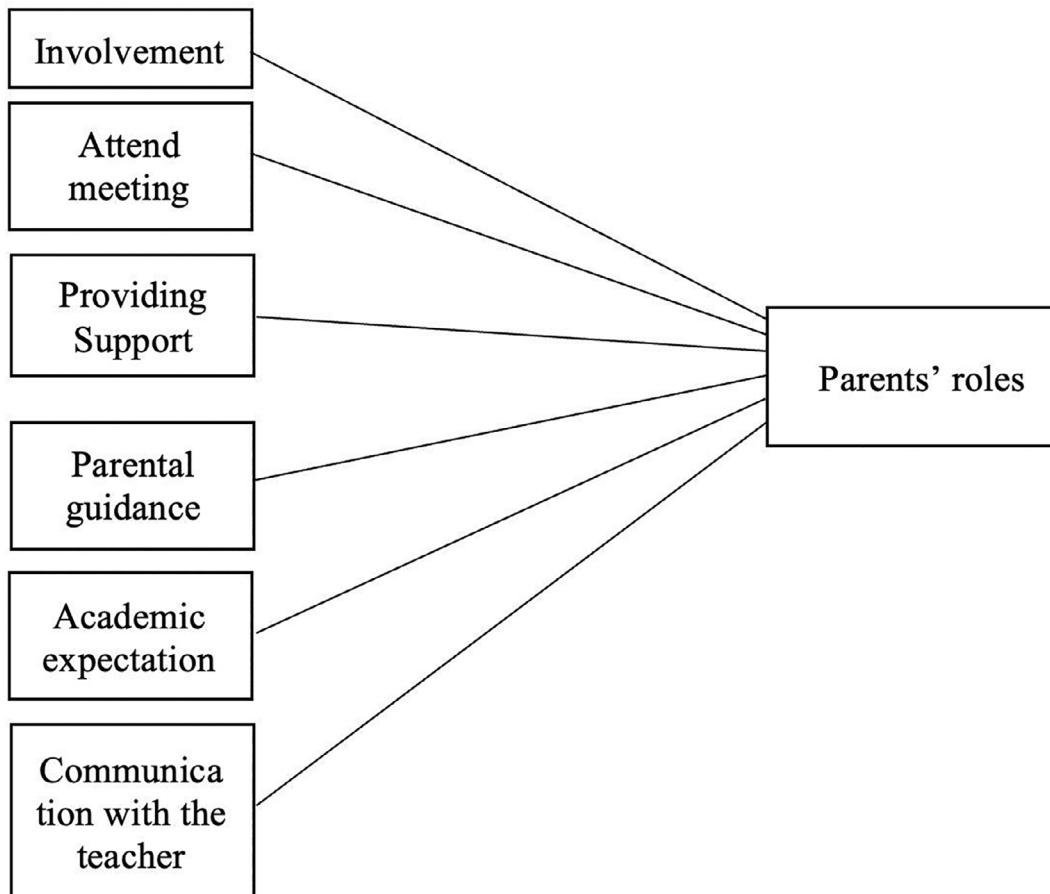 Involvement
Attend
meeting
Providing
Support
Parental
guidance
Academic
expectation
Communica
tion with the
teacher
Parents’ roles